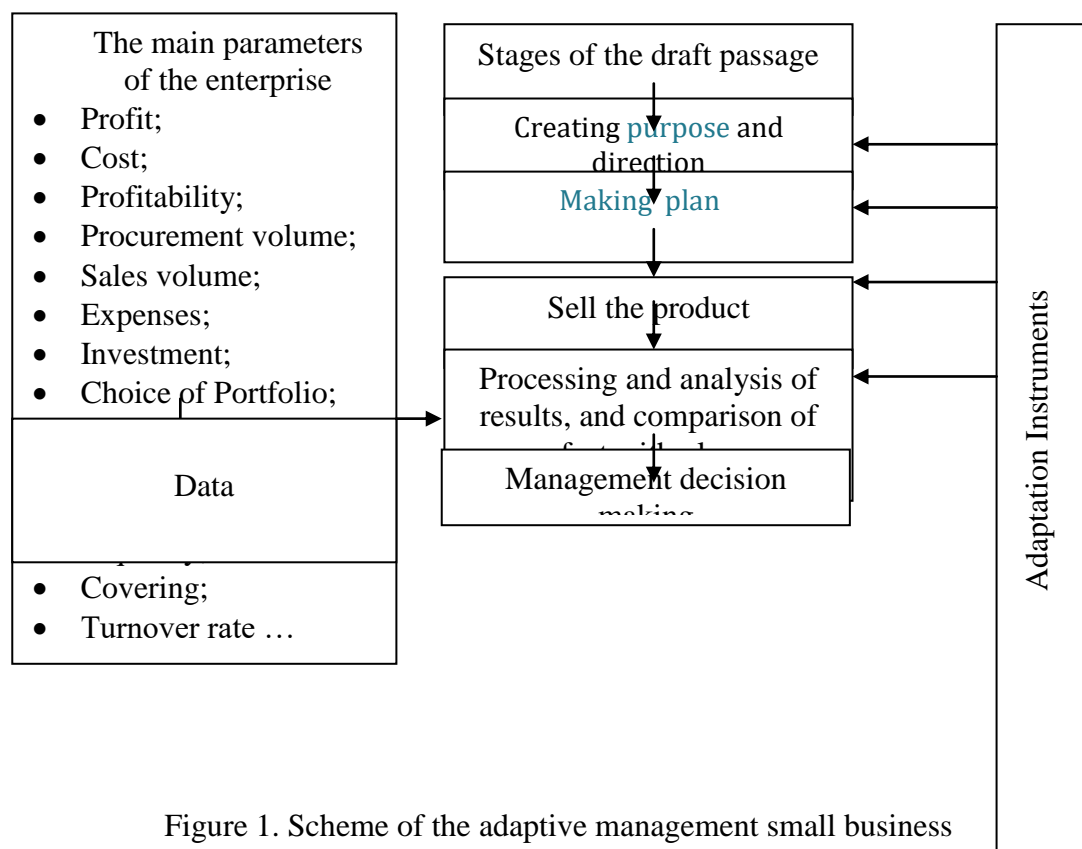 The main parameters
of the enterprise
• Profit;
• Cost;
• Profitability;
• Procurement volume;
• Sales volume;
• Expenses;
• Investment;
• Choice of Portfolio;
Data
• Covering;
• Turnover rate …
Stages of the draft passage
Creating purpose and
direction
Making plan
Sell the product
Processing and analysis of
results, and comparison of
Management decision
making
Adaptation Instruments
Figure 1. Scheme of the adaptive management small business